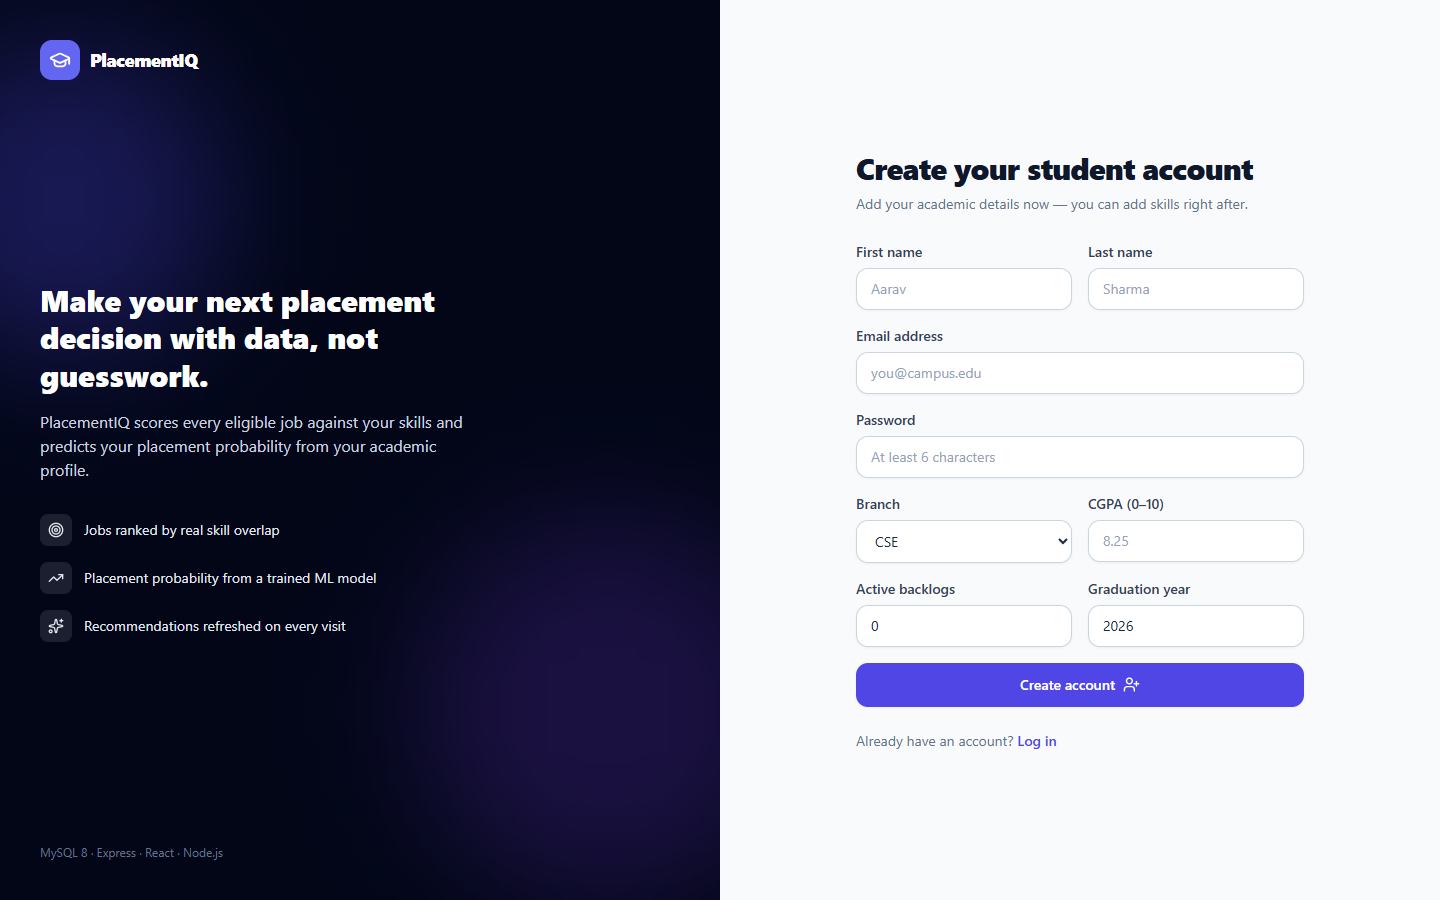 PlacementIQ
Make your next placement
decision with data, not
guesswork.
PlacementIQ scores every eligible job against your skills and
predicts your placement probability from your academic
profile.
Jobs ranked by real skill overlap
Placement probability from a trained ML model
Recommendations refreshed on every visit
MySQL 8 · Express · React · Node.js
Create your student account
Add your academic details now — you can add skills right after.
First name
Last name
Aarav
Sharma
Email address
you@campus.edu
Password
At least 6 characters
Branch
CGPA (0–10)
CSE
8.25
Active backlogs
Graduation year
0
2026
Create account
Already have an account? Log in